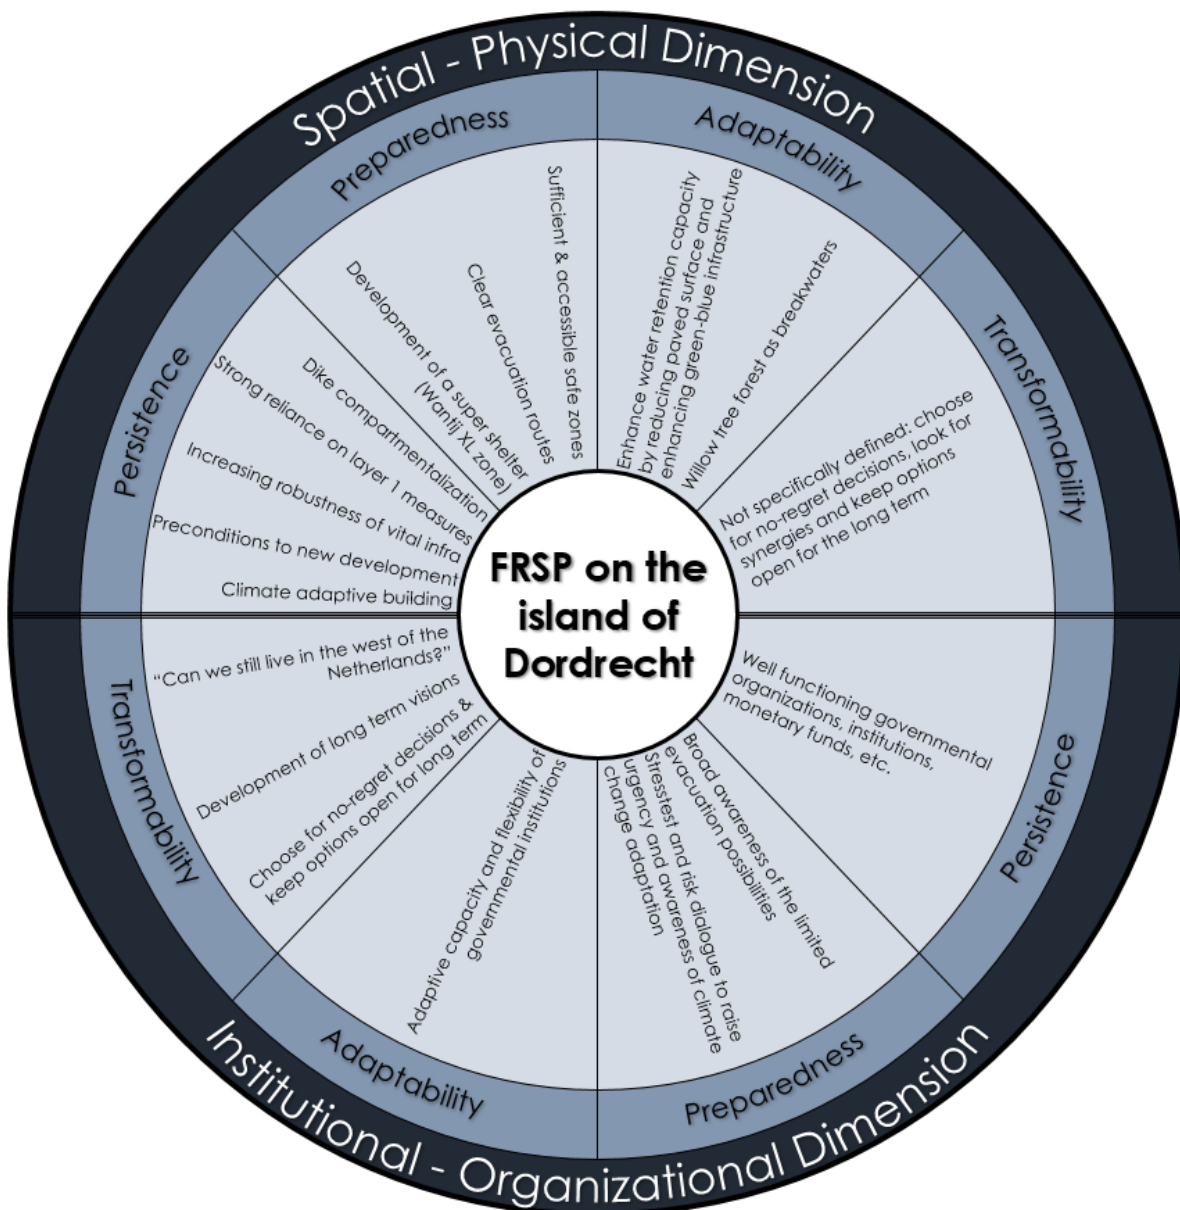 Spatial - Physical Dimension
Preparedness
Adaptability
Persistence
Transformability
Climate adaptive building
Preconditions to new development
Increasing robustness of vital infra
Strong reliance on layer 1 measures
Dike compartmentalization
Development of a super shelter
(Wantij XL zone)
Clear evacuation routes
Sufficient & accessible safe zones
Enhance water retention capacity
by reducing paved surface and
enhancing green-blue infrastructure
Willow tree forest as breakwaters
Not specifically defined: choose
for no-regret decisions, look for
synergies and keep options
open for the long term
FRSP on the
island of
Dordrecht
"Can we still live in the west of the
Netherlands?"
Development of long term visions
Choose for no-regret decisions &
keep options open for long term
Adaptive capacity and flexibility of
governmental institutions
Stresstest and risk dialogue to raise
urgency and awareness of climate
change adaptation
Broad awareness of the limited
evacuation possibilities
Well functioning governmental
organizations, institutions,
monetary funds, etc.
Transformability
Adaptability
Preparedness
Persistence
Institutional - Organizational Dimension